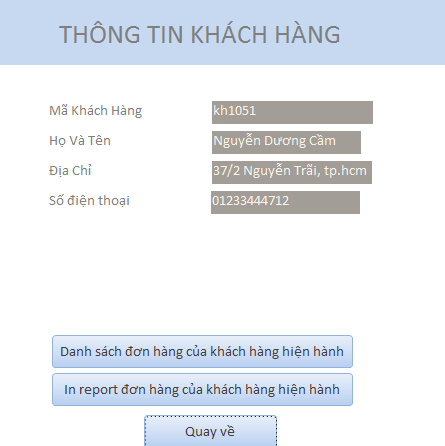 THÔNG TIN KHÁCH HÀNG
Mã Khách Hàng kh1051
Họ Và Tên Nguyễn Dương Cầm
Địa Chỉ 37/2 Nguyễn Trãi, tp.hcm
Số điện thoại 01233444712
Danh sách đơn hàng của khách hàng hiện hành
In report đơn hàng của khách hàng hiện hành
Quay về